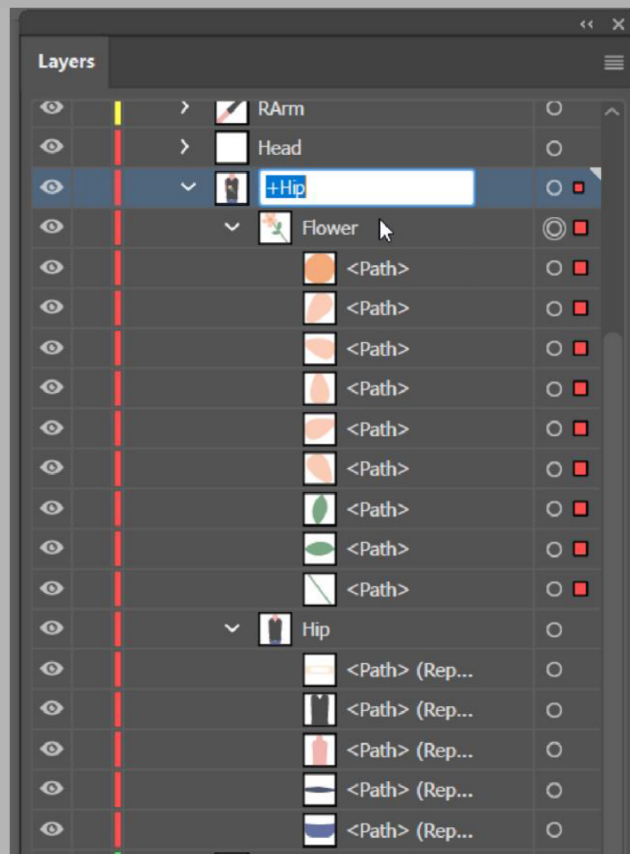 Layers
RArm
Head
+Hip
Flower
<Path>
<Path>
<Path>
<Path>
<Path>
<Path>
<Path>
<Path>
<Path>
Hip
<Path> (Rep...
<Path> (Rep...
<Path> (Rep...
<Path> (Rep...
<Path> (Rep...